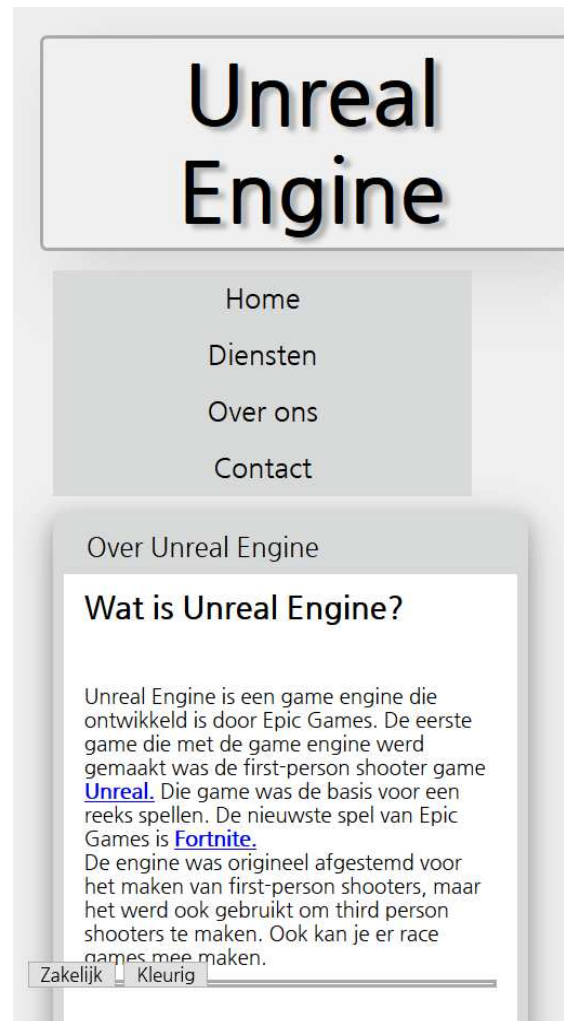 Unreal
Engine
Home
Diensten
Over ons
Contact
Over Unreal Engine
Wat is Unreal Engine?
Unreal Engine is een game engine die
ontwikkeld is door Epic Games. De eerste
game die met de game engine werd
gemaakt was de first-person shooter game
Unreal. Die game was de basis voor een
reeks spellen. De nieuwste spel van Epic
Games is Fortnite.
De engine was origineel afgestemd voor
het maken van first-person shooters, maar
het werd ook gebruikt om third person
shooters te maken. Ook kan je er race
games mee maken.
Zakelijk Kleurig